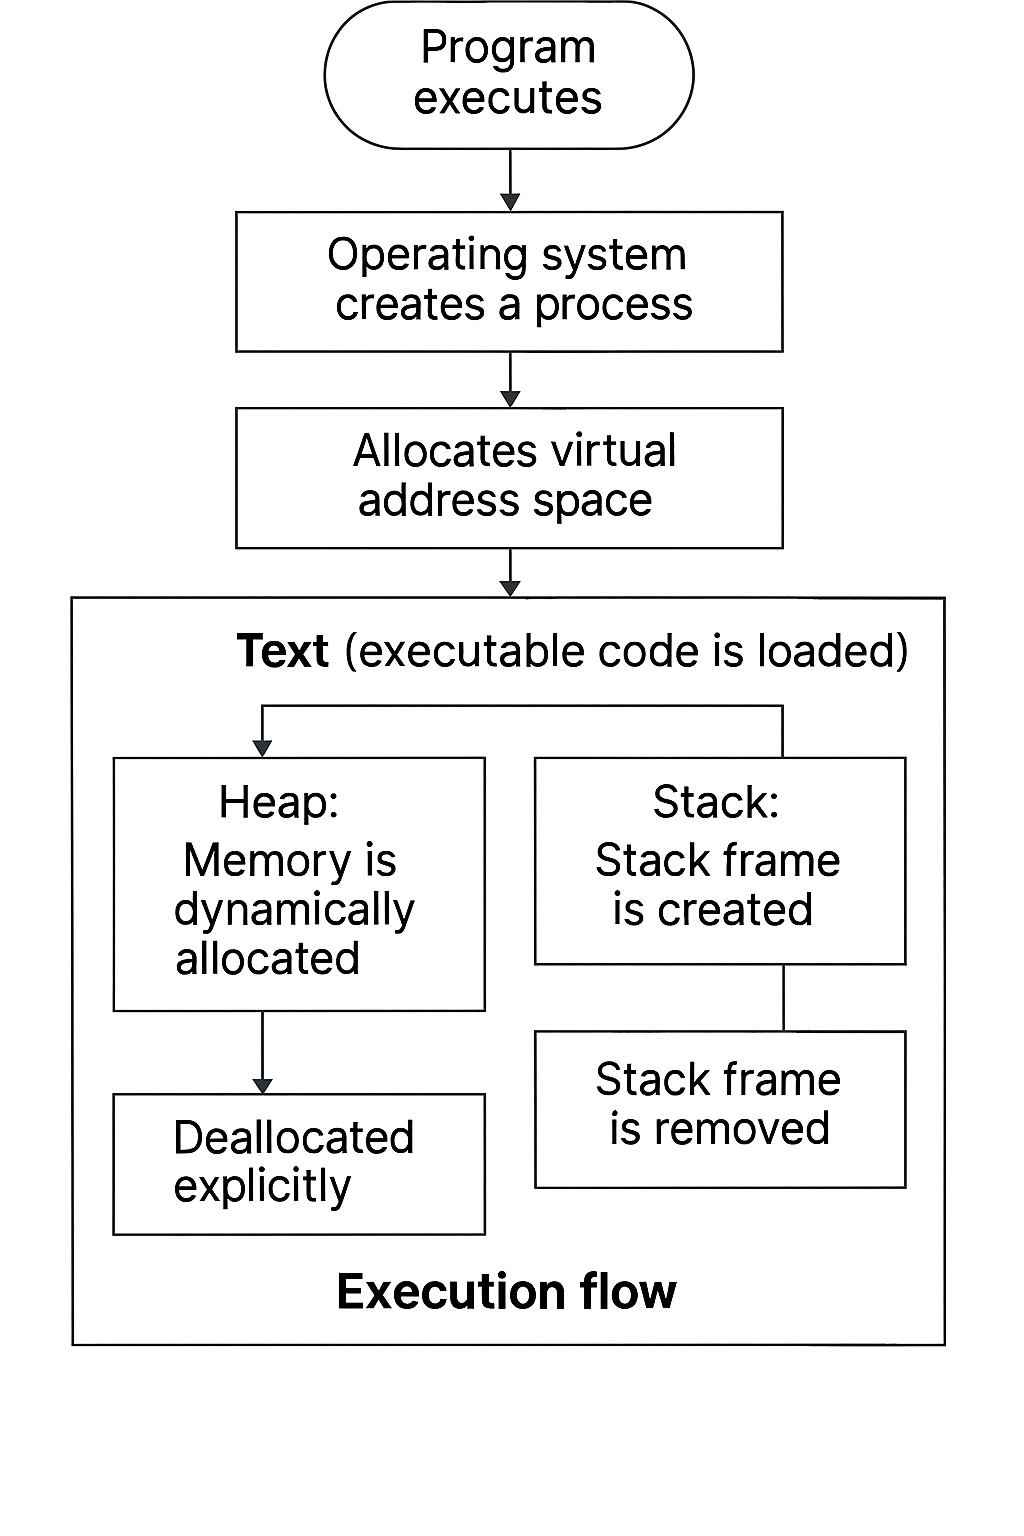 Program
executes
Operating system
creates a process
Allocates virtual
address space
Text (executable code is loaded)
Heap:
Memory is
dynamically
allocated
Deallocated
explicitly
Stack:
Stack frame
is created
Stack frame
is removed
Execution flow